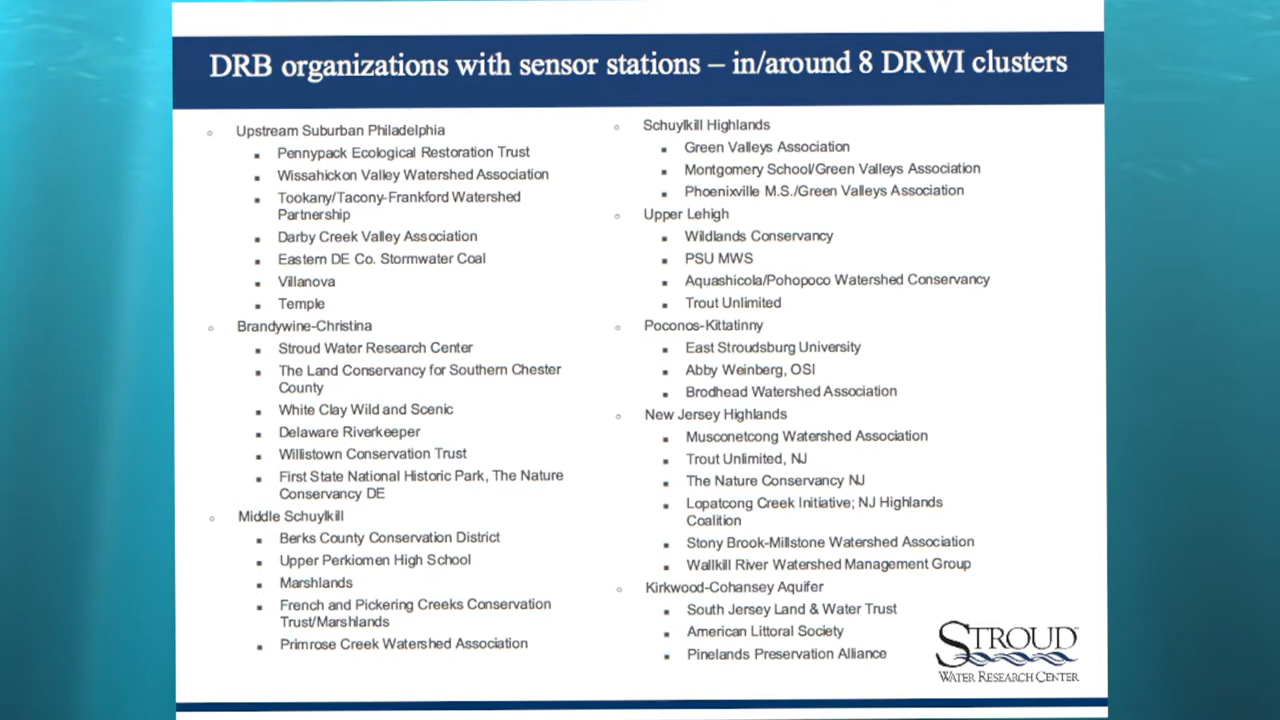 DRB organizations with sensor stations – in/around 8 DRWI clusters
Upstream Suburban Philadelphia
Pennypack Ecological Restoration Trust
Wissahickon Valley Watershed Association
Tookany/Tacony-Frankford Watershed
Partnership
Darby Creek Valley Association
Eastern DE Co. Stormwater Coal
Villanova
Temple
Brandywine-Christina
Stroud Water Research Center
The Land Conservancy for Southern Chester
County
White Clay Wild and Scenic
Delaware Riverkeeper
Willistown Conservation Trust
First State National Historic Park, The Nature
Conservancy DE
Middle Schuylkill
Berks County Conservation District
Upper Perkiomen High School
Marshlands
French and Pickering Creeks Conservation
Trust/Marshlands
Primrose Creek Watershed Association
Schuylkill Highlands
Green Valleys Association
Montgomery School/Green Valleys Association
Phoenixville M.S./Green Valleys Association
Upper Lehigh
Wildlands Conservancy
PSU MWS
Aquashicola/Pohopoco Watershed Conservancy
Trout Unlimited
Poconos-Kittatinny
East Stroudsburg University
Abby Weinberg, OSI
Brodhead Watershed Association
New Jersey Highlands
Musconetcong Watershed Association
Trout Unlimited, NJ
The Nature Conservancy NJ
Lopatcong Creek Initiative; NJ Highlands
Coalition
Stony Brook-Millstone Watershed Association
Wallkill River Watershed Management Group
Kirkwood-Cohansey Aquifer
South Jersey Land & Water Trust
American Littoral Society
Pinelands Preservation Alliance
STROUD™
WATER RESEARCH CENTER